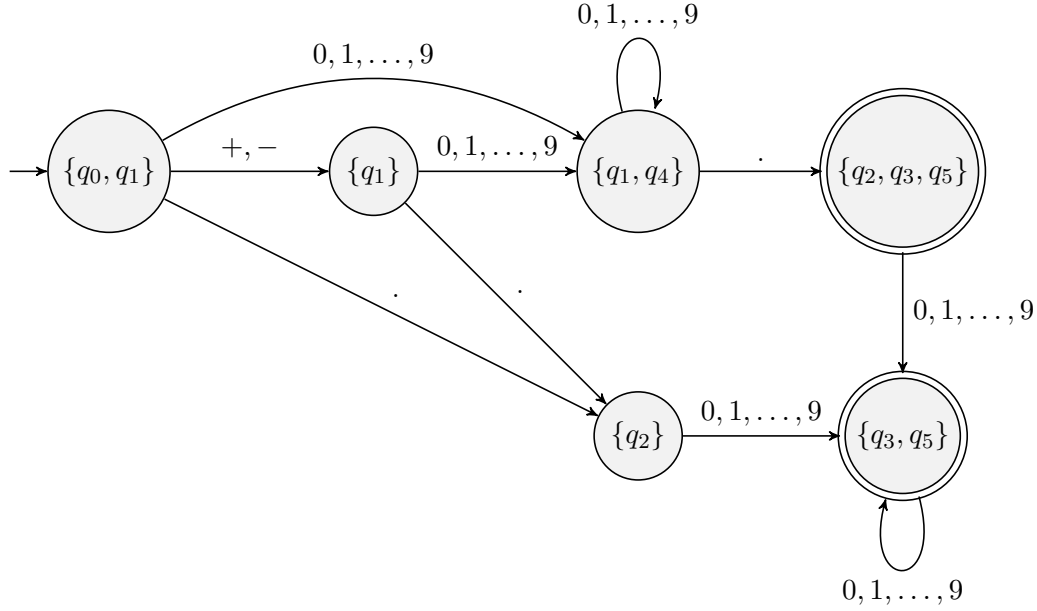 0, 1, . . . , 9
0, 1, . . . , 9
{q₀, q₁}
+, −
{q₁}
0, 1, . . . , 9
{q₁, q₄}
.
{q₂, q₃, q₅}
.
.
0, 1, . . . , 9
{q₂}
0, 1, . . . , 9
{q₃, q₅}
0, 1, . . . , 9